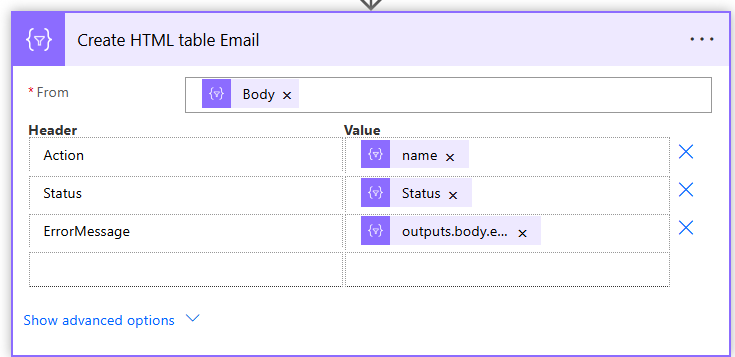 Create HTML table Email
* From
Body ×
Header Value
Action name ×
Status Status ×
ErrorMessage outputs.body.e... ×
Show advanced options